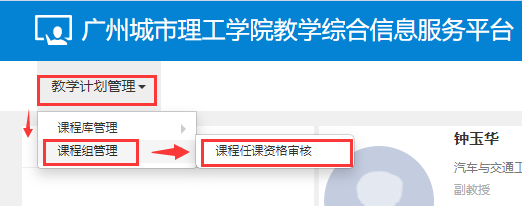 广州城市理工学院教学综合信息服务平台
教学计划管理
课程库管理
课程组管理
课程任课资格审核
钟玉华
汽车与交通工
副教授